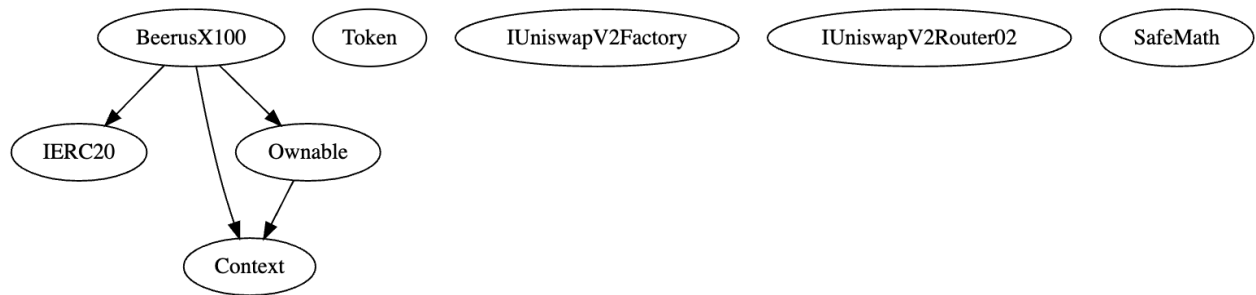 BeerusX100 Token IUniswapV2Factory IUniswapV2Router02 SafeMath
IERC20 Ownable
Context